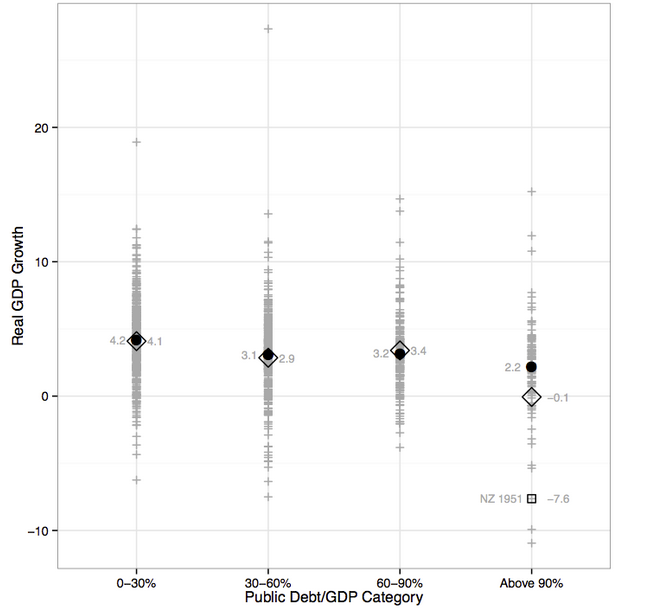 Real GDP Growth
20
10
0
−10
4.2 4.1
3.1 2.9
3.2 3.4
2.2
−0.1
NZ 1951 −7.6
0−30% 30−60% 60−90% Above 90%
Public Debt/GDP Category